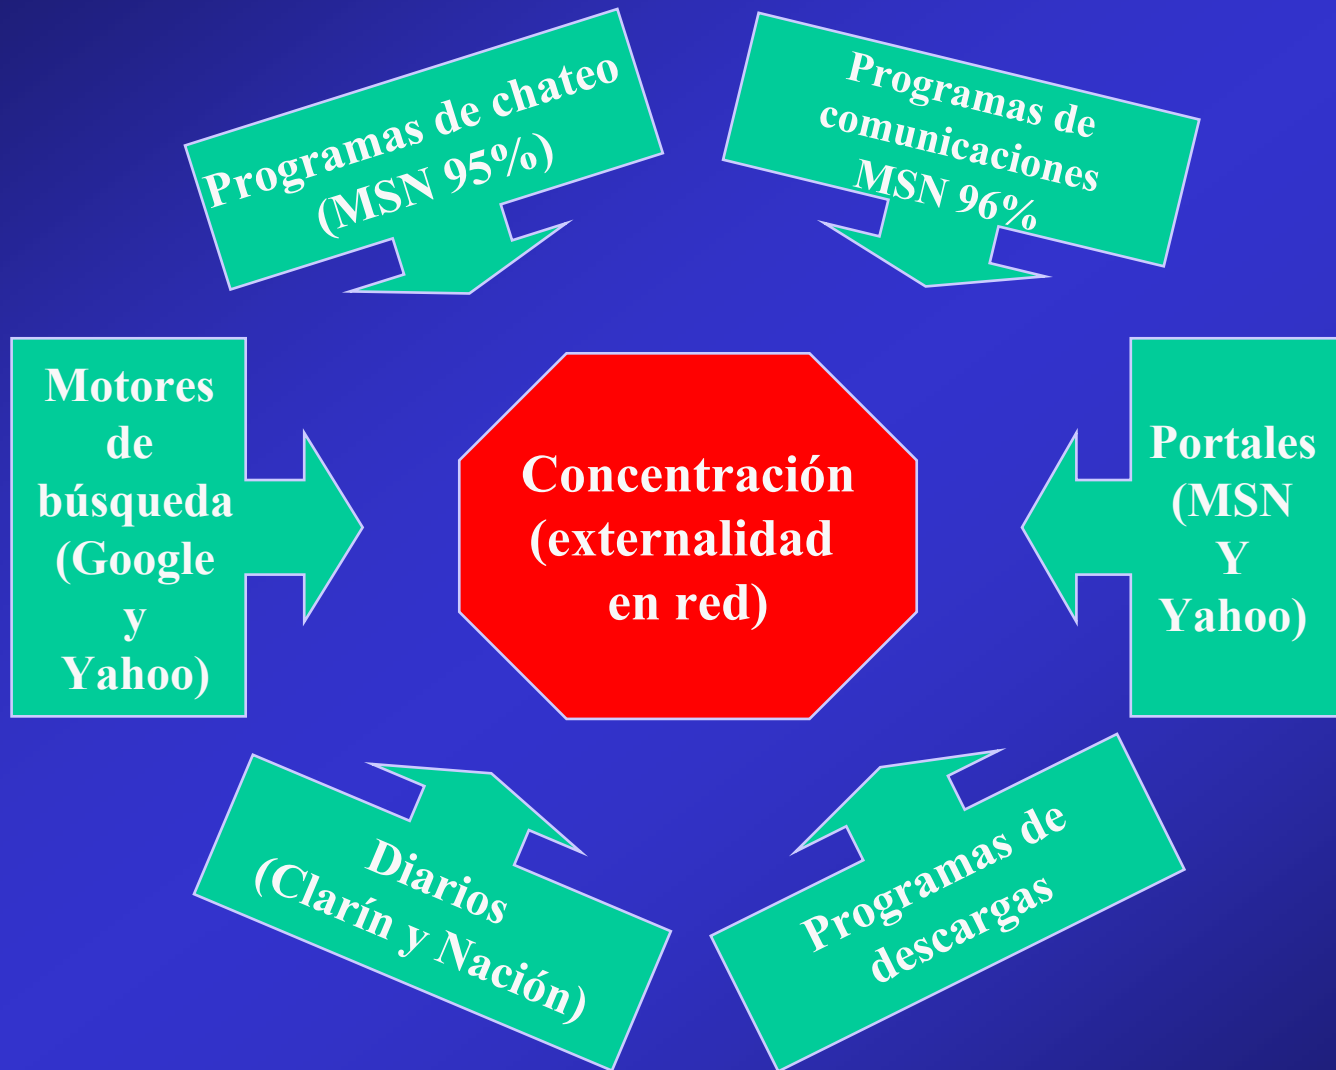 Programas de chateo
(MSN 95%)
Programas de
comunicaciones
MSN 96%
Motores
de
búsqueda
(Google
y
Yahoo)
Concentración
(externalidad
en red)
Portales
(MSN
Y
Yahoo)
Diarios
(Clarín y Nación)
Programas de
descargas